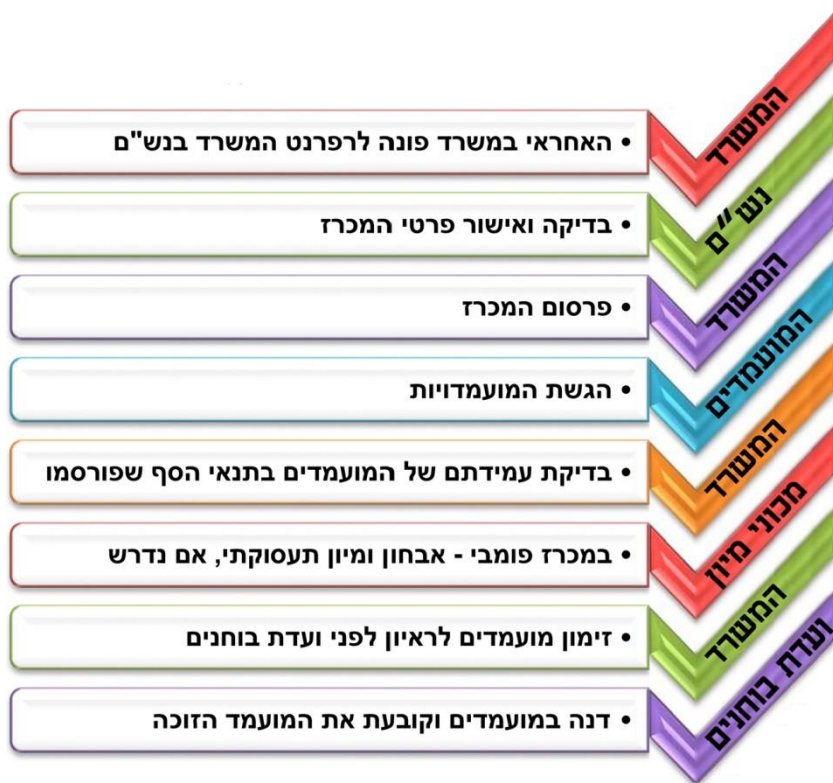 המשרד
• האחראי במשרד פונה לרפרנט המשרד בנש"ם
נש"ם
• בדיקה ואישור פרטי המכרז
המשרד
• פרסום המכרז
המועמדים
• הגשת המועמדויות
המשרד
• בדיקת עמידתם של המועמדים בתנאי הסף שפורסמו
מכוני מיון
• במכרז פומבי - אבחון ומיון תעסוקתי, אם נדרש
המשרד
• זימון מועמדים לראיון לפני ועדת בוחנים
ועדת בוחנים
• דנה במועמדים וקובעת את המועמד הזוכה